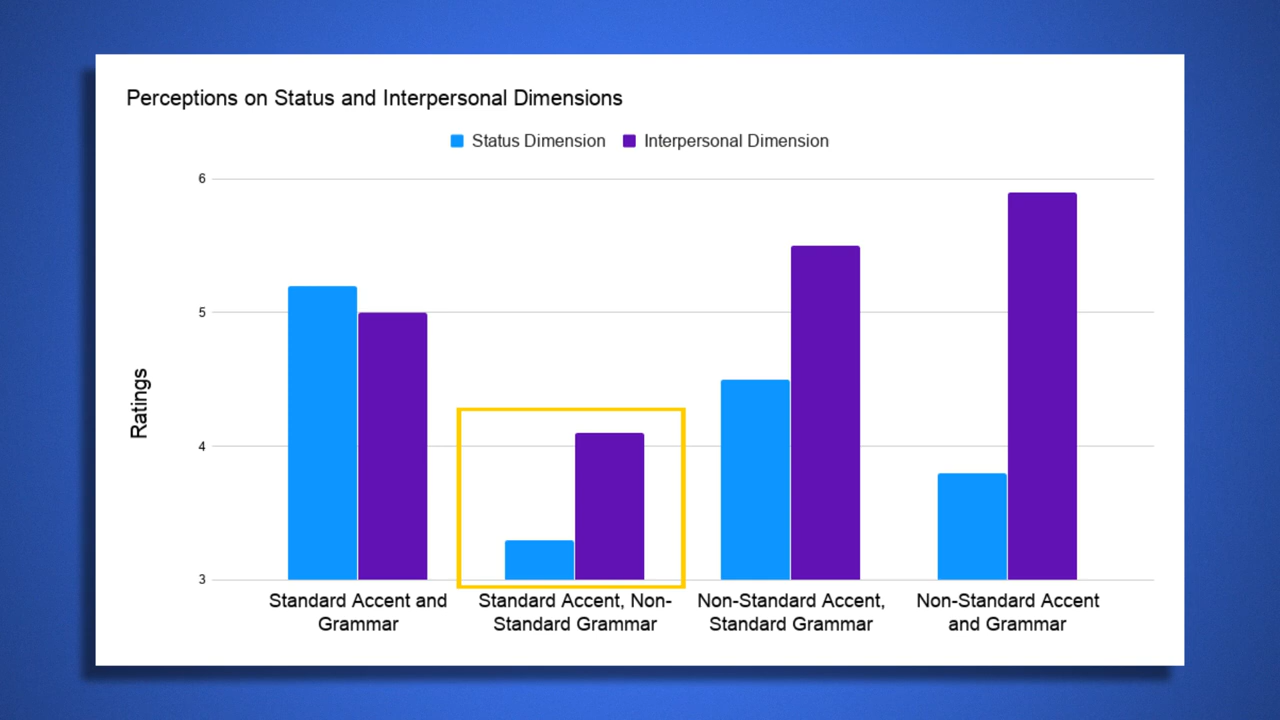 Perceptions on Status and Interpersonal Dimensions
Status Dimension
Interpersonal Dimension
6
5
4
3
Ratings
Standard Accent and
Grammar
Standard Accent, Non-
Standard Grammar
Non-Standard Accent,
Standard Grammar
Non-Standard Accent
and Grammar